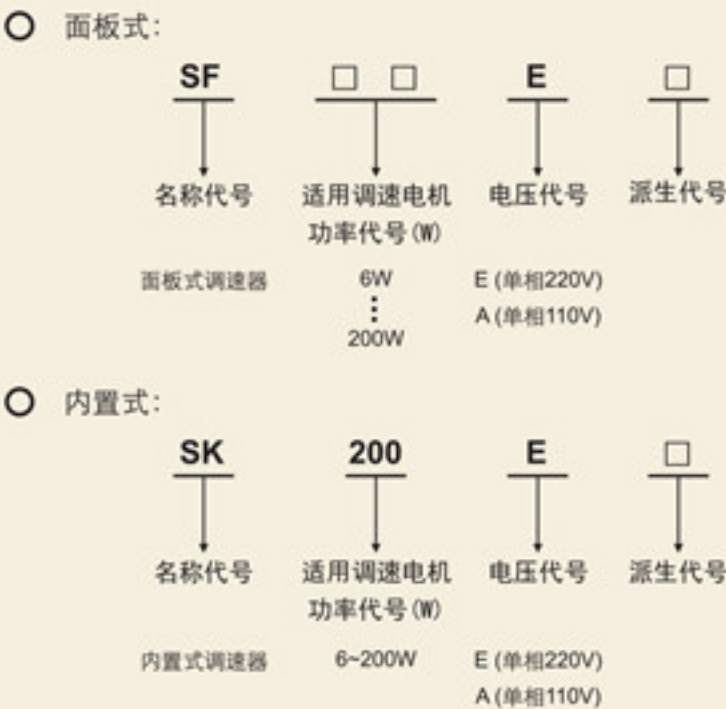 面板式：
SF □ □ E □
名称代号 适用调速电机 电压代号 派生代号
功率代号(W)
面板式调速器 6W E (单相220V)
⋮ A (单相110V)
200W
内置式：
SK 200 E □
名称代号 适用调速电机 电压代号 派生代号
功率代号(W)
内置式调速器 6~200W E (单相220V)
A (单相110V)